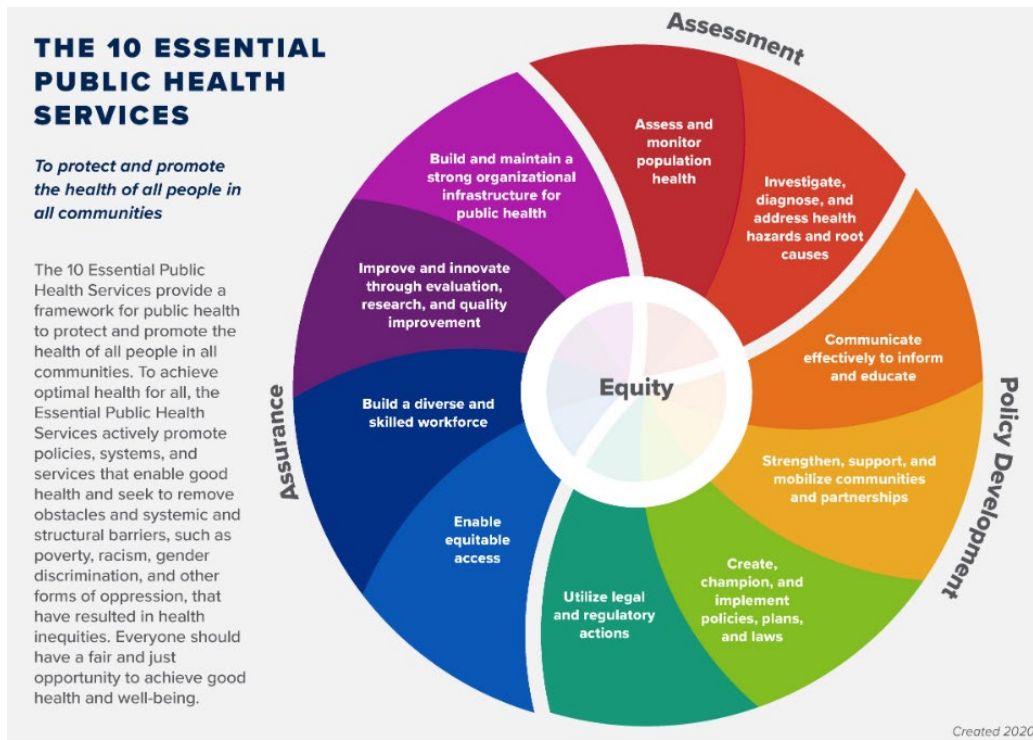 THE 10 ESSENTIAL
PUBLIC HEALTH
SERVICES
To protect and promote
the health of all people in
all communities
The 10 Essential Public
Health Services provide a
framework for public health
to protect and promote the
health of all people in all
communities. To achieve
optimal health for all, the
Essential Public Health
Services actively promote
policies, systems, and
services that enable good
health and seek to remove
obstacles and systemic and
structural barriers, such as
poverty, racism, gender
discrimination, and other
forms of oppression, that
have resulted in health
inequities. Everyone should
have a fair and just
opportunity to achieve good
health and well-being.
Assessment
Assess and
monitor
population
health
Investigate,
diagnose, and
address health
hazards and root
causes
Policy Development
Communicate
effectively to inform
and educate
Strengthen, support, and
mobilize communities
and partnerships
Create,
champion, and
implement
policies, plans,
and laws
Utilize legal
and regulatory
actions
Assurance
Enable
equitable
access
Build a diverse and
skilled workforce
Improve and innovate
through evaluation,
research, and quality
improvement
Build and maintain a
strong organizational
infrastructure for
public health
Equity
Created 2020